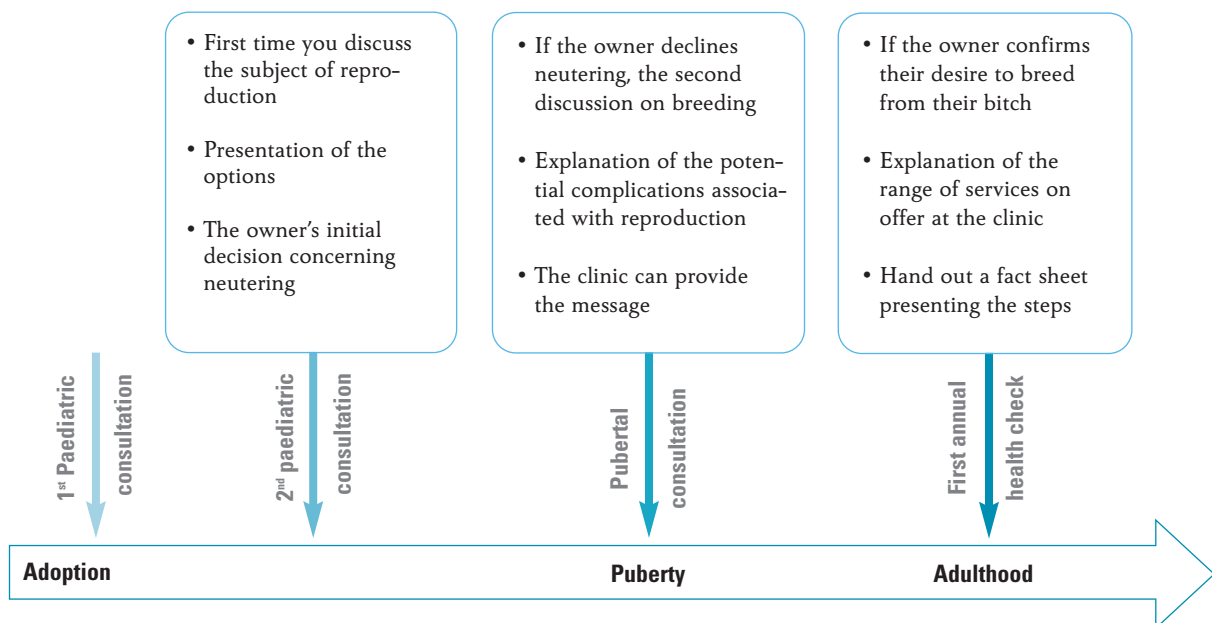 • First time you discuss
the subject of repro-
duction
• Presentation of the
options
• The owner's initial
decision concerning
neutering
• If the owner declines
neutering, the second
discussion on breeding
• Explanation of the poten-
tial complications associa-
ted with reproduction
• The clinic can provide
the message
• If the owner confirms
their desire to breed
from their bitch
• Explanation of the
range of services on
offer at the clinic
• Hand out a fact sheet
presenting the steps
1st Paediatric
consultation
2nd paediatric
consultation
Pubertal
consultation
First annual
health check
Adoption
Puberty
Adulthood